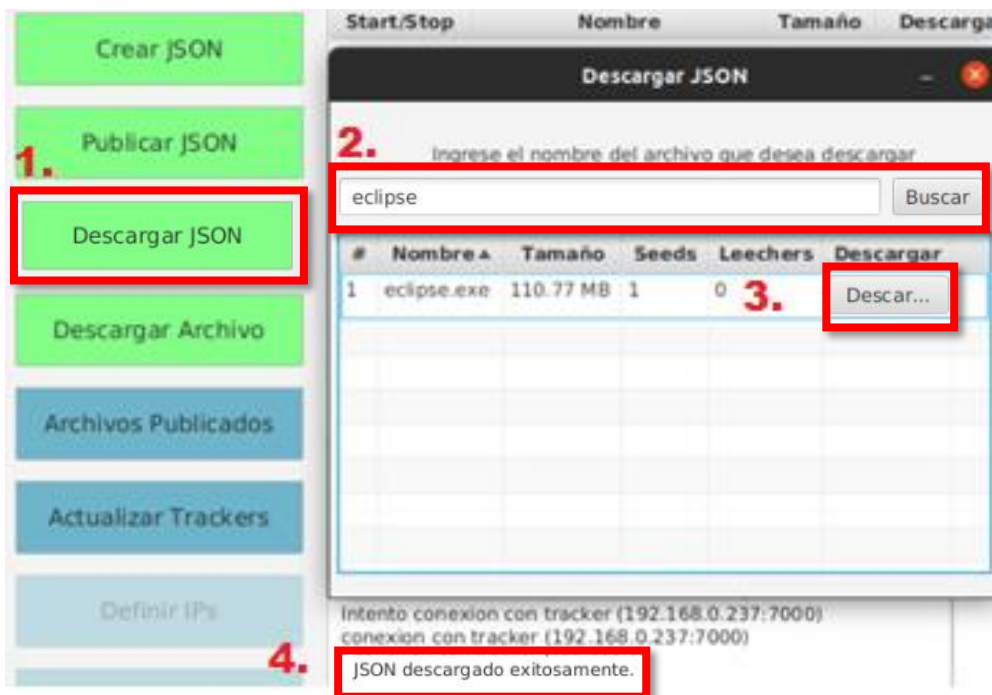 Crear JSON
Publicar JSON
1.
Descargar JSON
Descargar Archivo
Archivos Publicados
Actualizar Trackers
Definir IPs
Start/Stop Nombre Tamaño Descarga
Descargar JSON
2.
Ingrese el nombre del archivo que desea descargar
eclipse Buscar
# Nombre Tamaño Seeds Leechers Descargar
1 eclipse.exe 110.77 MB 1 0 3. Descar...
Intento conexion con tracker (192.168.0.237:7000)
conexion con tracker (192.168.0.237:7000)
4.
JSON descargado exitosamente.